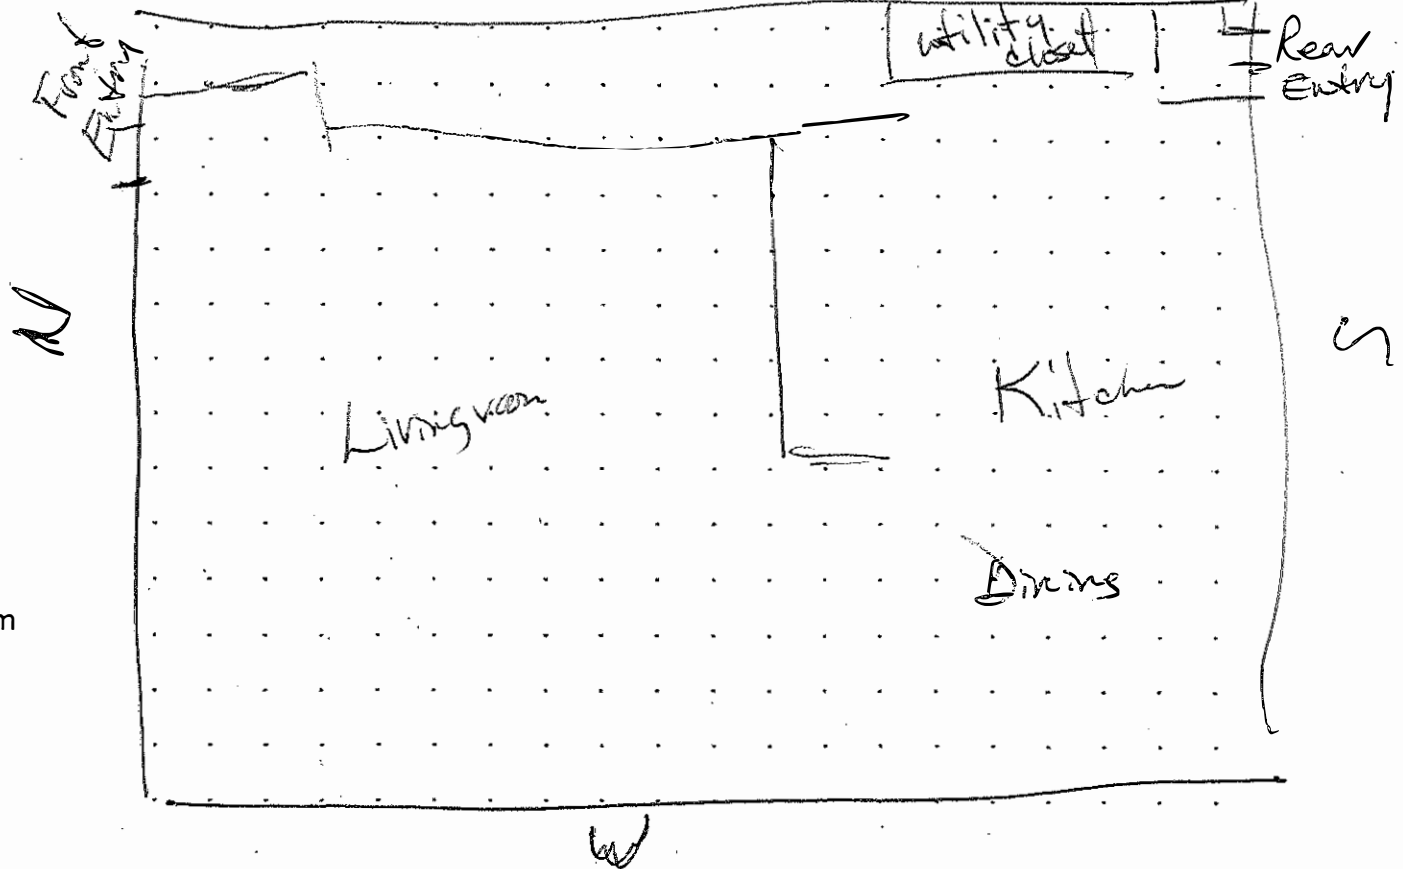 utility
closet
Rear
Entry
Front
Entry
N
S
Livingroom
Kitchen
Dining
m
W